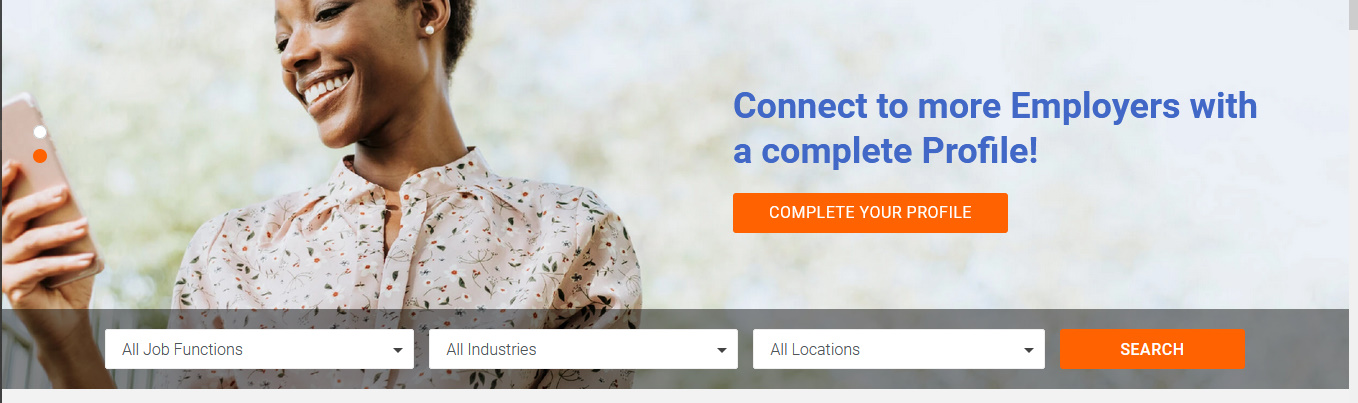 Connect to more Employers with
a complete Profile!
COMPLETE YOUR PROFILE
All Job Functions
All Industries
All Locations
SEARCH